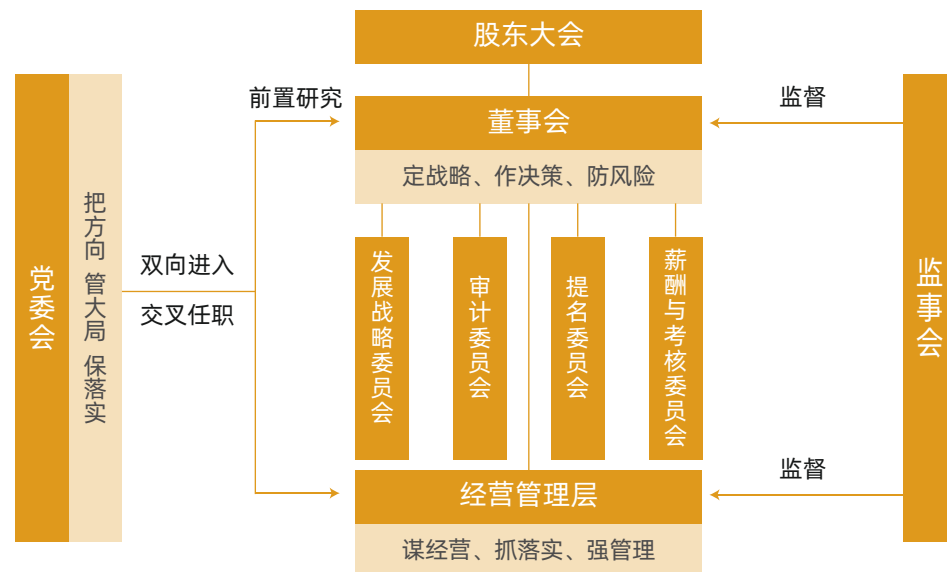 股东大会
前置研究
董事会
监督
定战略、作决策、防风险
党委会
把方向 管大局 保落实
双向进入
交叉任职
发展战略委员会
审计委员会
提名委员会
薪酬与考核委员会
监事会
经营管理层
监督
谋经营、抓落实、强管理